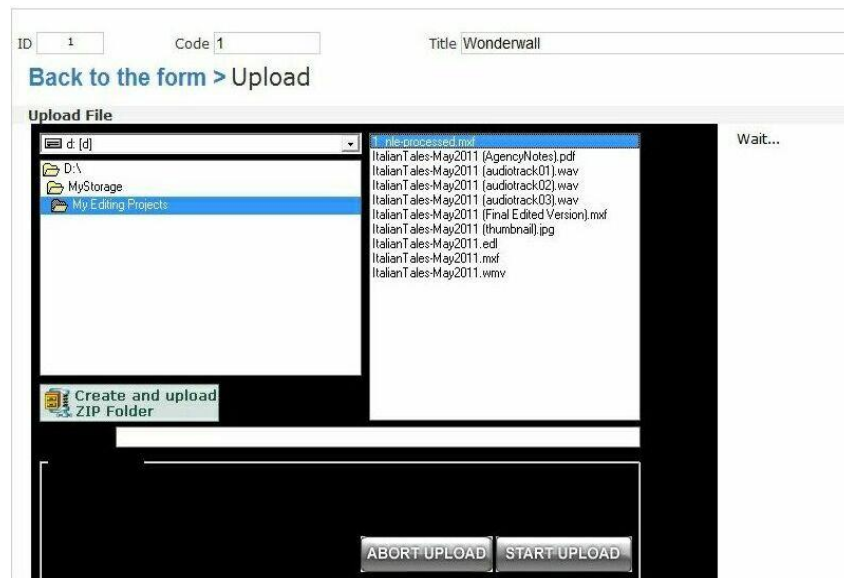 ID 1 Code 1 Title Wonderwall
Back to the form > Upload
Upload File
d: [d]
D:\
MyStorage
My Editing Projects
1_nle-processed.mxf
ItalianTales-May2011 (AgencyNotes).pdf
ItalianTales-May2011 (audiotrack01).wav
ItalianTales-May2011 (audiotrack02).wav
ItalianTales-May2011 (audiotrack03).wav
ItalianTales-May2011 (Final Edited Version).mxf
ItalianTales-May2011 (thumbnail).jpg
ItalianTales-May2011.edl
ItalianTales-May2011.mxf
ItalianTales-May2011.wmv
Wait...
Create and upload
ZIP Folder
ABORT UPLOAD START UPLOAD